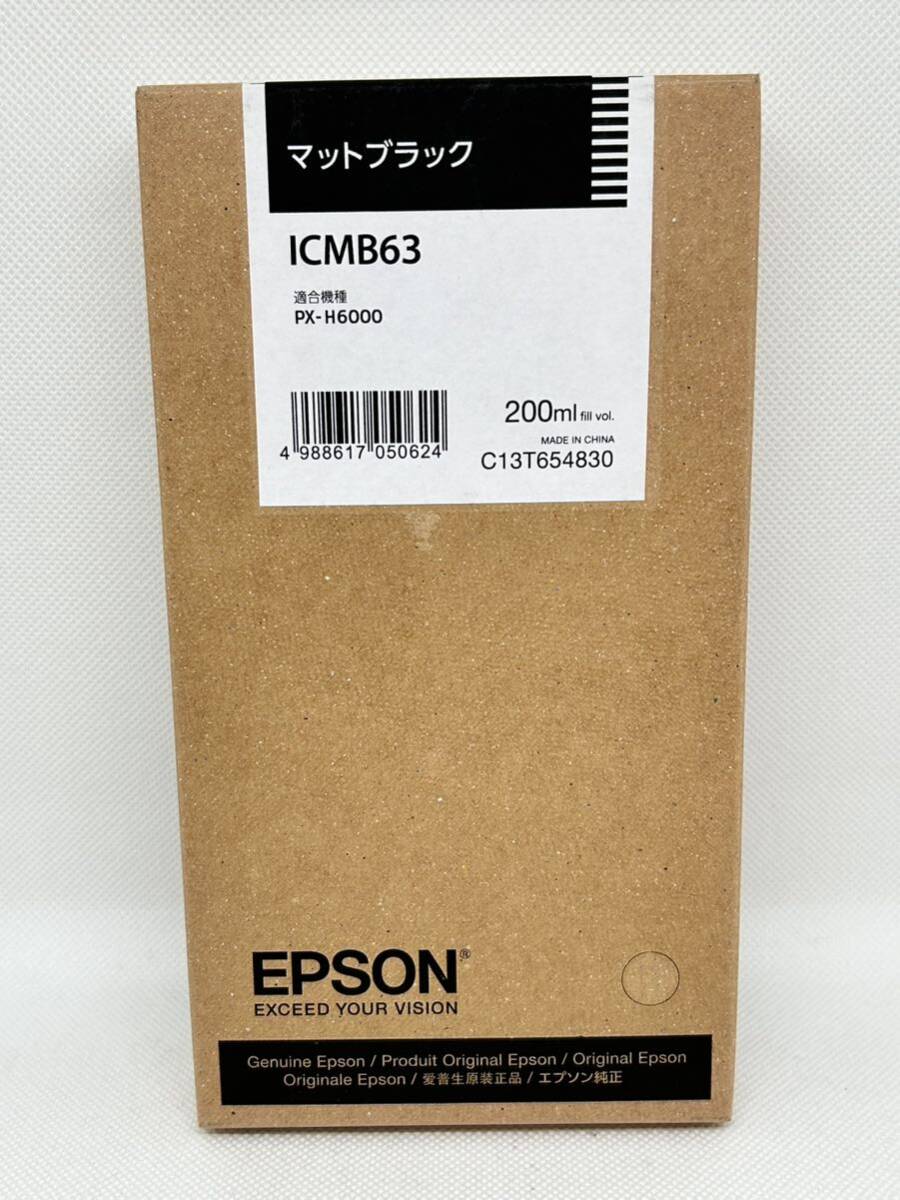 マットブラック
ICMB63
適合機種
PX-H6000
4 988617 050624
200ml fill vol.
MADE IN CHINA
C13T654830
EPSON®
EXCEED YOUR VISION
Genuine Epson / Produit Original Epson / Original Epson
Originale Epson / 爱普生原装正品 / エプソン純正